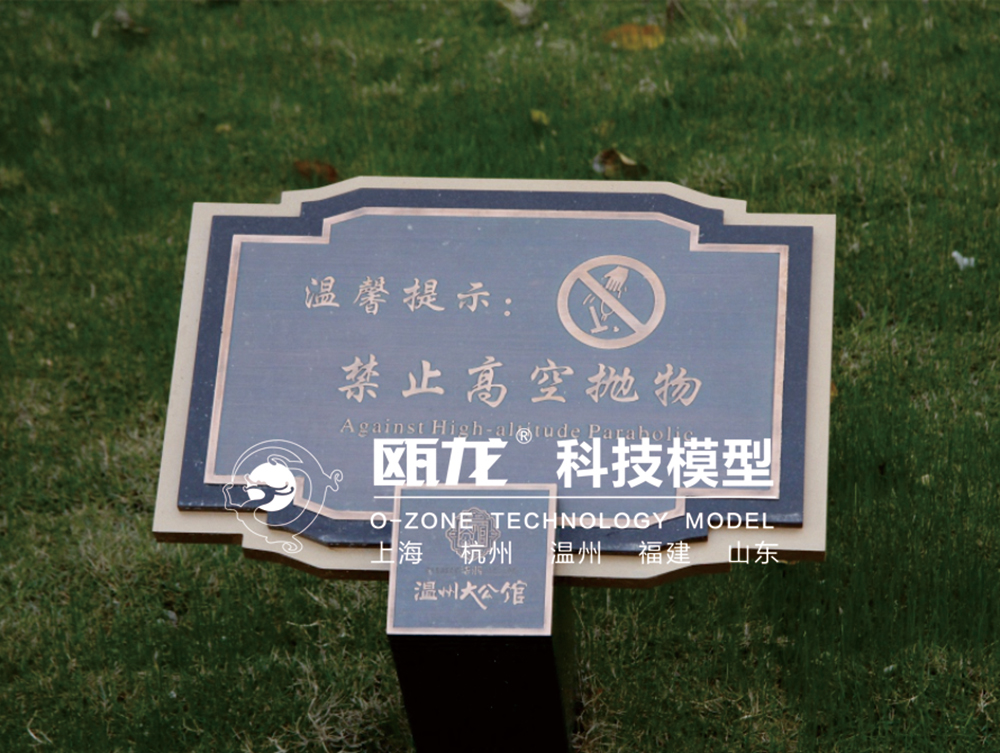 温馨提示：
禁止高空抛物
Against High-altitude Parabolic
瓯龙® 科技模型
O-ZONE TECHNOLOGY MODEL
上海 杭州 温州 福建 山东
温州大公馆